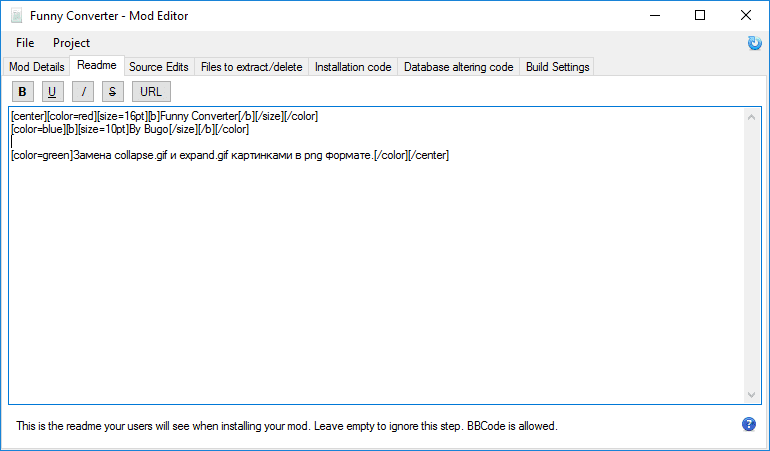 Funny Converter - Mod Editor
File Project
Mod Details Readme Source Edits Files to extract/delete Installation code Database altering code Build Settings
B U / S URL
[center][color=red][size=16pt][b]Funny Converter[/b][/size][/color]
[color=blue][b][size=10pt]By Bugo[/size][/b][/color]
[color=green]Замена collapse.gif и expand.gif картинками в png формате.[/color][/center]
This is the readme your users will see when installing your mod. Leave empty to ignore this step. BBCode is allowed.